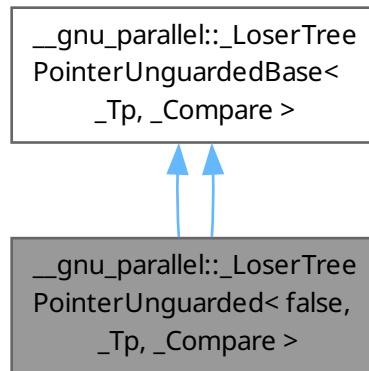 __gnu_parallel::_LoserTree
PointerUnguardedBase<
_Tp, _Compare >
__gnu_parallel::_LoserTree
PointerUnguarded< false,
_Tp, _Compare >